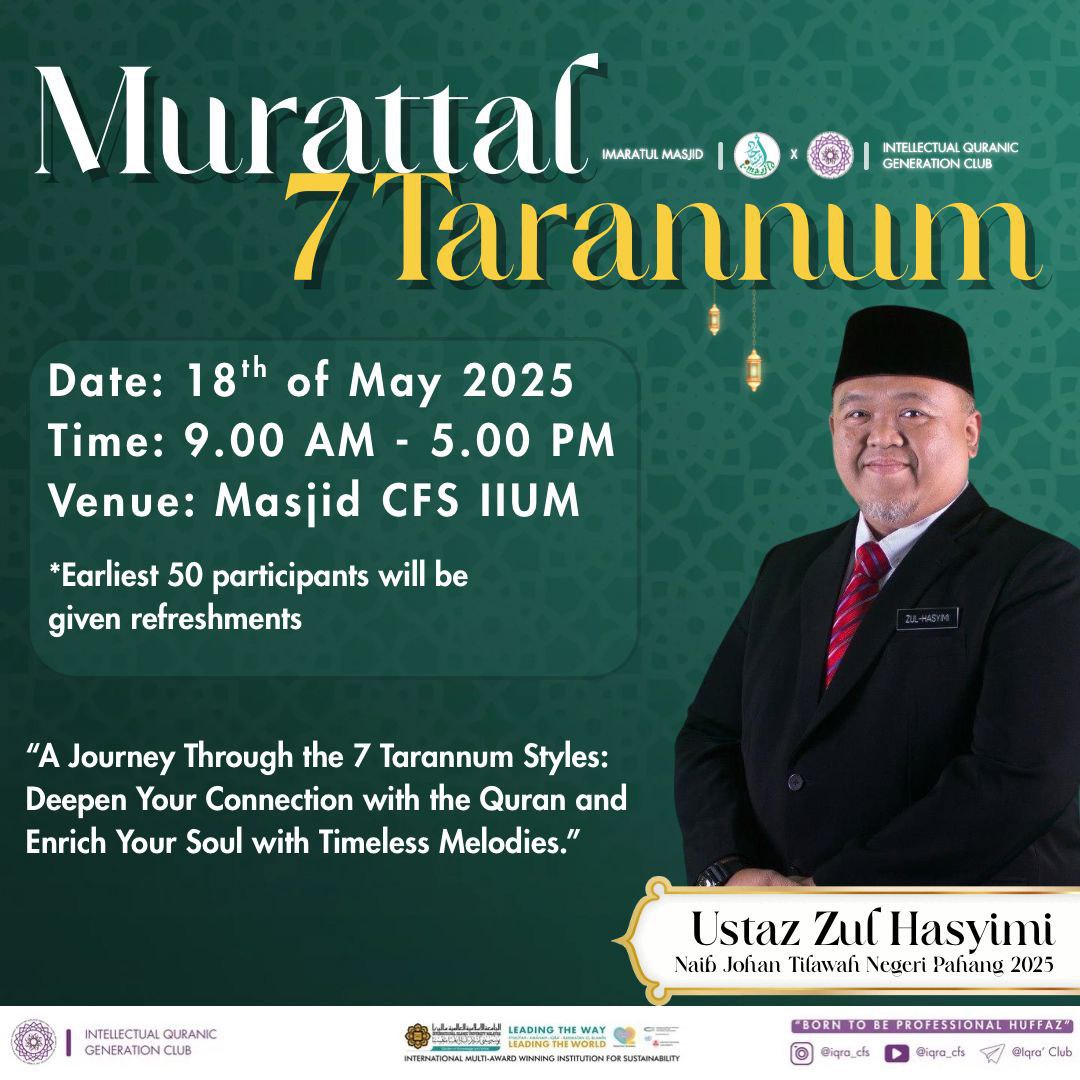 Murattal
7 Tarannum
IMARATUL MASJID | X | INTELLECTUAL QURANIC
GENERATION CLUB
Date: 18th of May 2025
Time: 9.00 AM - 5.00 PM
Venue: Masjid CFS IIUM
*Earliest 50 participants will be
given refreshments
ZUL-HASYIMI
“A Journey Through the 7 Tarannum Styles:
Deepen Your Connection with the Quran and
Enrich Your Soul with Timeless Melodies.”
Ustaz Zul Hasyimi
Naib Johan Tilawah Negeri Pahang 2025
INTELLECTUAL QURANIC
GENERATION CLUB
LEADING THE WAY
LEADING THE WORLD
INTERNATIONAL MULTI-AWARD WINNING INSTITUTION FOR SUSTAINABILITY
"BORN TO BE PROFESSIONAL HUFFAZ"
@iqra_cfs @iqra_cfs @Iqra' Club